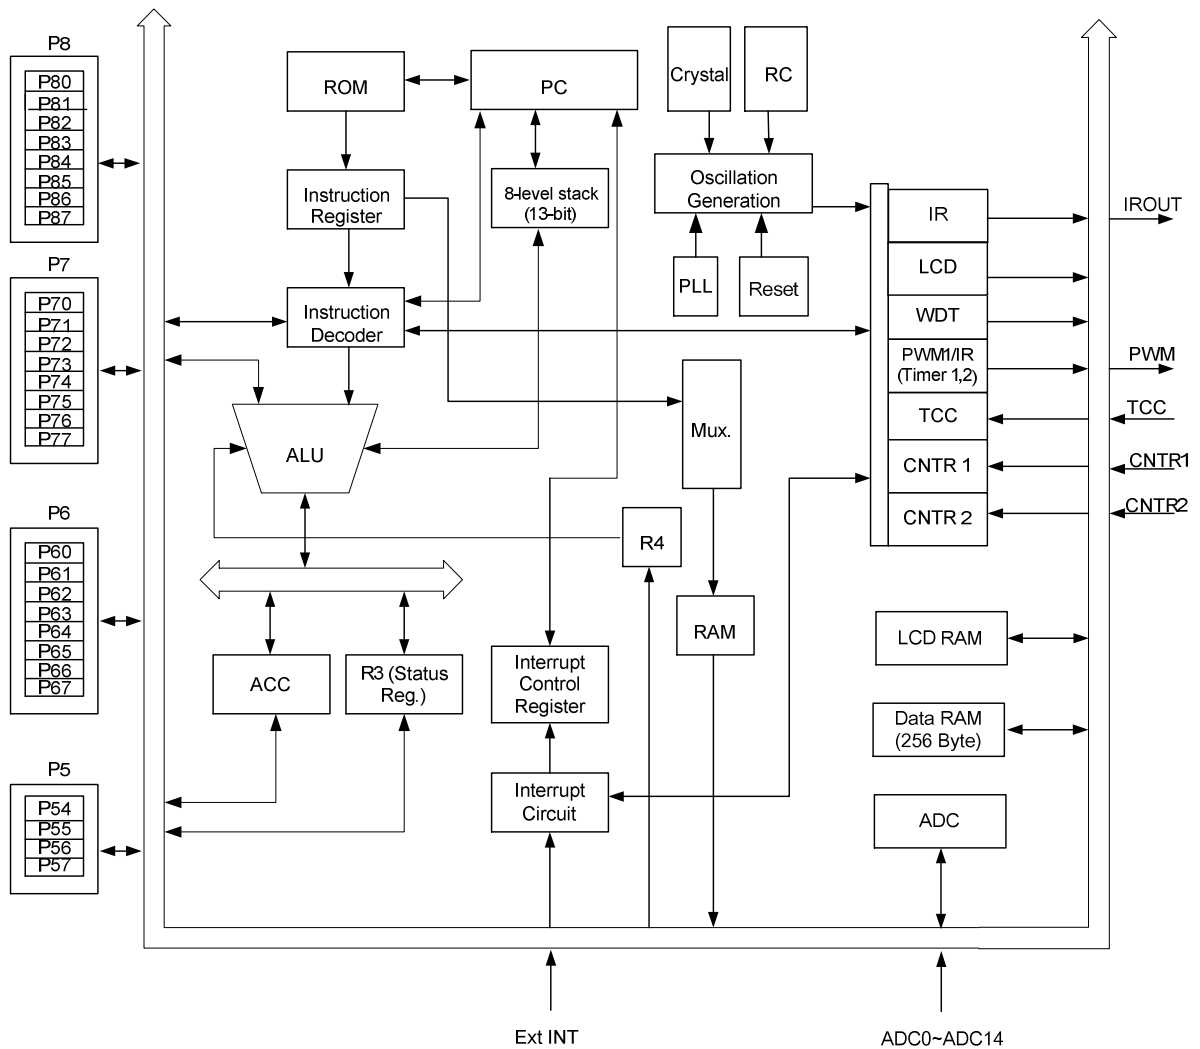 P8
P80
P81
P82
P83
P84
P85
P86
P87
P7
P70
P71
P72
P73
P74
P75
P76
P77
P6
P60
P61
P62
P63
P64
P65
P66
P67
P5
P54
P55
P56
P57
ROM
PC
Instruction
Register
8-level stack
(13-bit)
Instruction
Decoder
ALU
ACC
R3 (Status
Reg.)
Interrupt
Control
Register
Interrupt
Circuit
R4
Mux.
RAM
Crystal
RC
Oscillation
Generation
PLL
Reset
IR
LCD
WDT
PWM1/IR
(Timer 1,2)
TCC
CNTR 1
CNTR 2
LCD RAM
Data RAM
(256 Byte)
ADC
IROUT
PWM
TCC
CNTR1
CNTR2
Ext INT
ADC0~ADC14